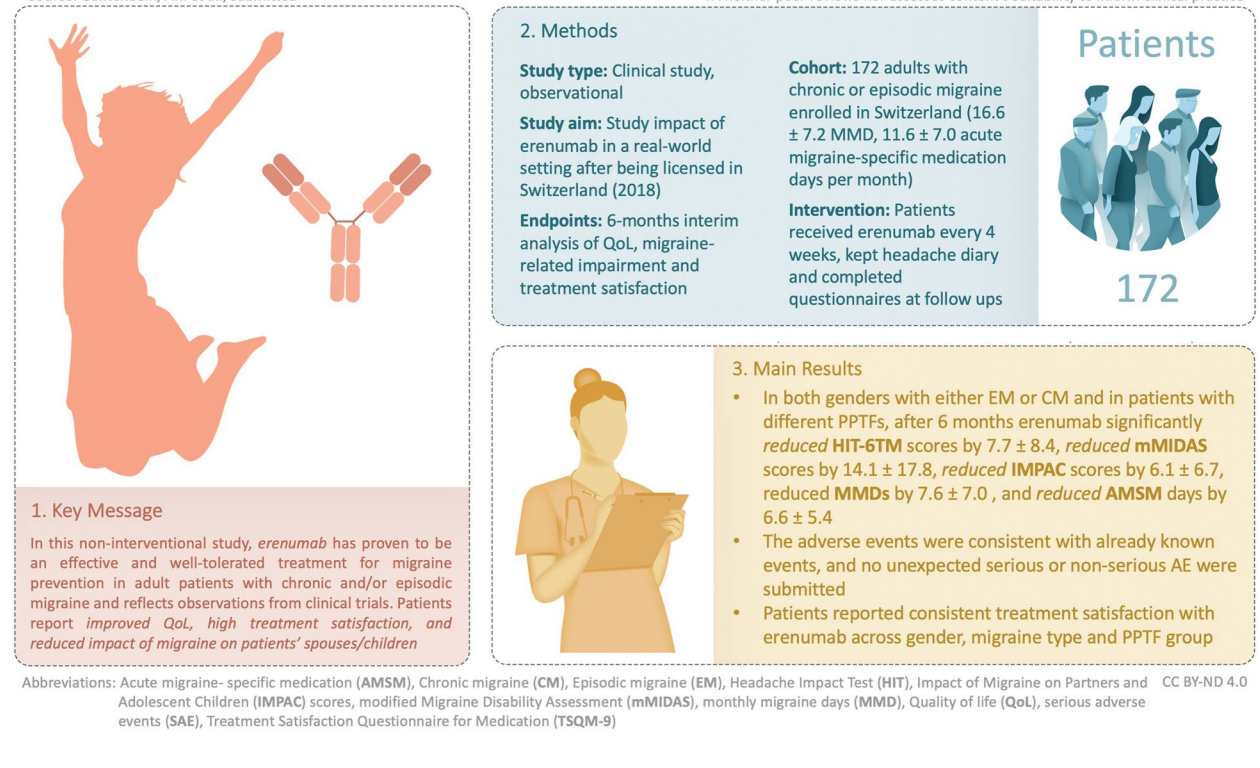 2. Methods
Study type: Clinical study,
observational
Study aim: Study impact of
erenumab in a real-world
setting after being licensed in
Switzerland (2018)
Endpoints: 6-months interim
analysis of QoL, migraine-
related impairment and
treatment satisfaction
Cohort: 172 adults with
chronic or episodic migraine
enrolled in Switzerland (16.6
± 7.2 MMD, 11.6 ± 7.0 acute
migraine-specific medication
days per month)
Intervention: Patients
received erenumab every 4
weeks, kept headache diary
and completed
questionnaires at follow ups
Patients
172
1. Key Message
In this non-interventional study, erenumab has proven to be
an effective and well-tolerated treatment for migraine
prevention in adult patients with chronic and/or episodic
migraine and reflects observations from clinical trials. Patients
report improved QoL, high treatment satisfaction, and
reduced impact of migraine on patients’ spouses/children
3. Main Results
• In both genders with either EM or CM and in patients with
different PPTFs, after 6 months erenumab significantly
reduced HIT-6TM scores by 7.7 ± 8.4, reduced mMIDAS
scores by 14.1 ± 17.8, reduced IMPAC scores by 6.1 ± 6.7,
reduced MMDs by 7.6 ± 7.0 , and reduced AMSM days by
6.6 ± 5.4
• The adverse events were consistent with already known
events, and no unexpected serious or non-serious AE were
submitted
• Patients reported consistent treatment satisfaction with
erenumab across gender, migraine type and PPTF group
Abbreviations: Acute migraine- specific medication (AMSM), Chronic migraine (CM), Episodic migraine (EM), Headache Impact Test (HIT), Impact of Migraine on Partners and
Adolescent Children (IMPAC) scores, modified Migraine Disability Assessment (mMIDAS), monthly migraine days (MMD), Quality of life (QoL), serious adverse
events (SAE), Treatment Satisfaction Questionnaire for Medication (TSQM-9)
CC BY-ND 4.0